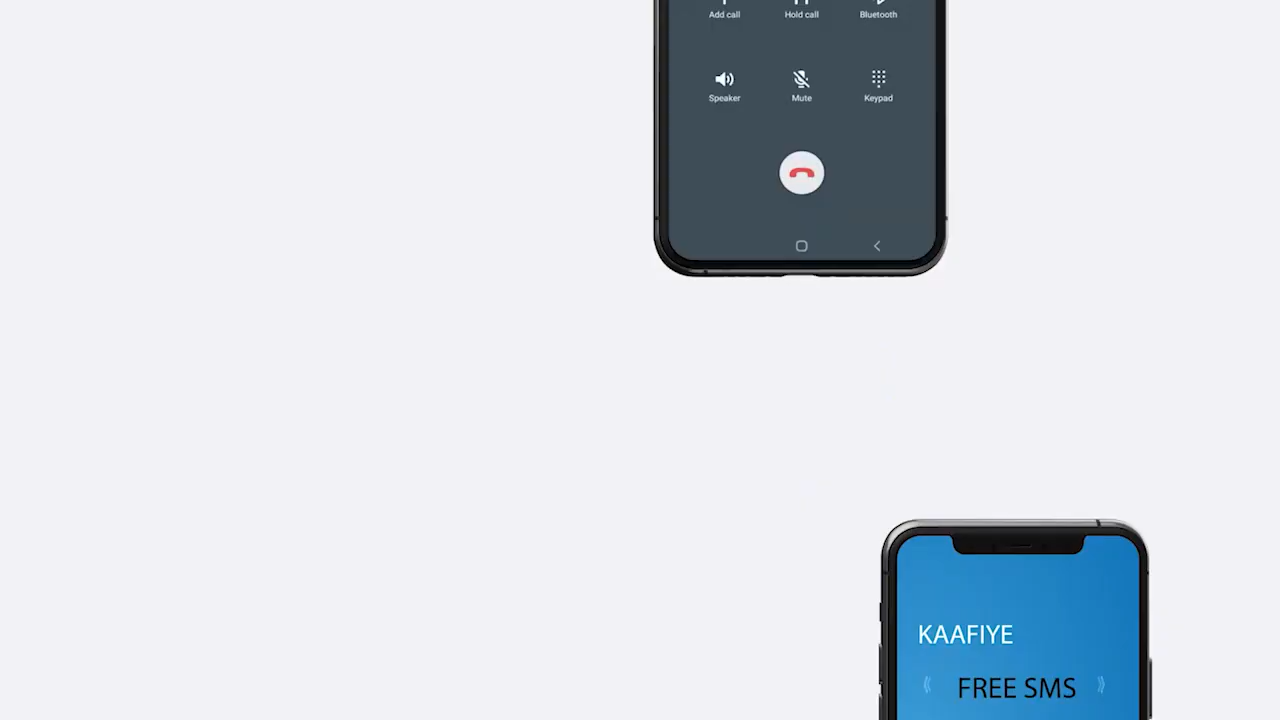 Add call Hold call Bluetooth
Speaker Mute Keypad
KAAFIYE
FREE SMS